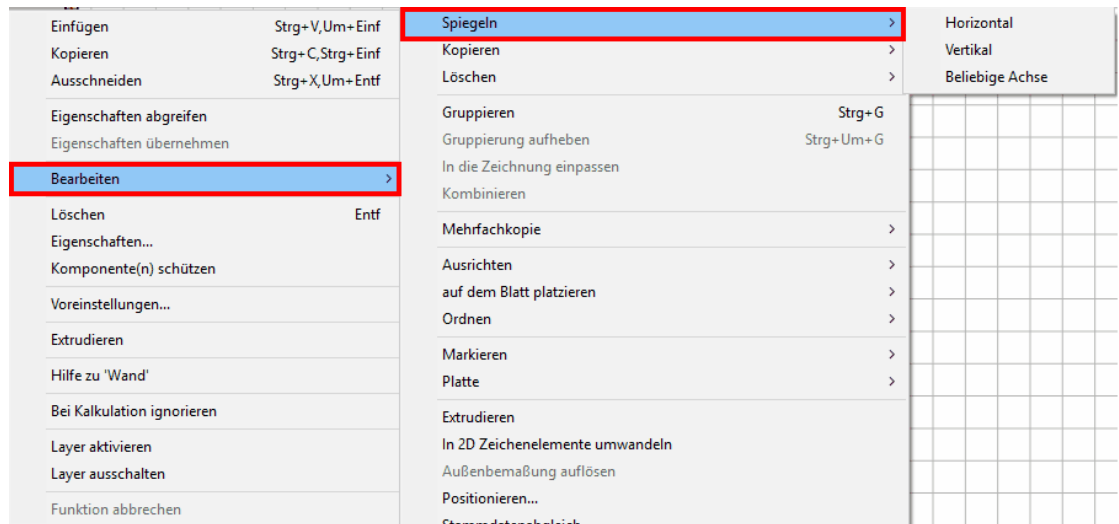 Einfügen Strg+V,Um+Einf
Kopieren Strg+C,Strg+Einf
Ausschneiden Strg+X,Um+Entf
Eigenschaften abgreifen
Eigenschaften übernehmen
Bearbeiten
Löschen Entf
Eigenschaften...
Komponente(n) schützen
Voreinstellungen...
Extrudieren
Hilfe zu 'Wand'
Bei Kalkulation ignorieren
Layer aktivieren
Layer ausschalten
Funktion abbrechen
Spiegeln
Kopieren
Löschen
Gruppieren Strg+G
Gruppierung aufheben Strg+Um+G
In die Zeichnung einpassen
Kombinieren
Mehrfachkopie
Ausrichten
auf dem Blatt platzieren
Ordnen
Markieren
Platte
Extrudieren
In 2D Zeichenelemente umwandeln
Außenbemaßung auflösen
Positionieren...
Horizontal
Vertikal
Beliebige Achse